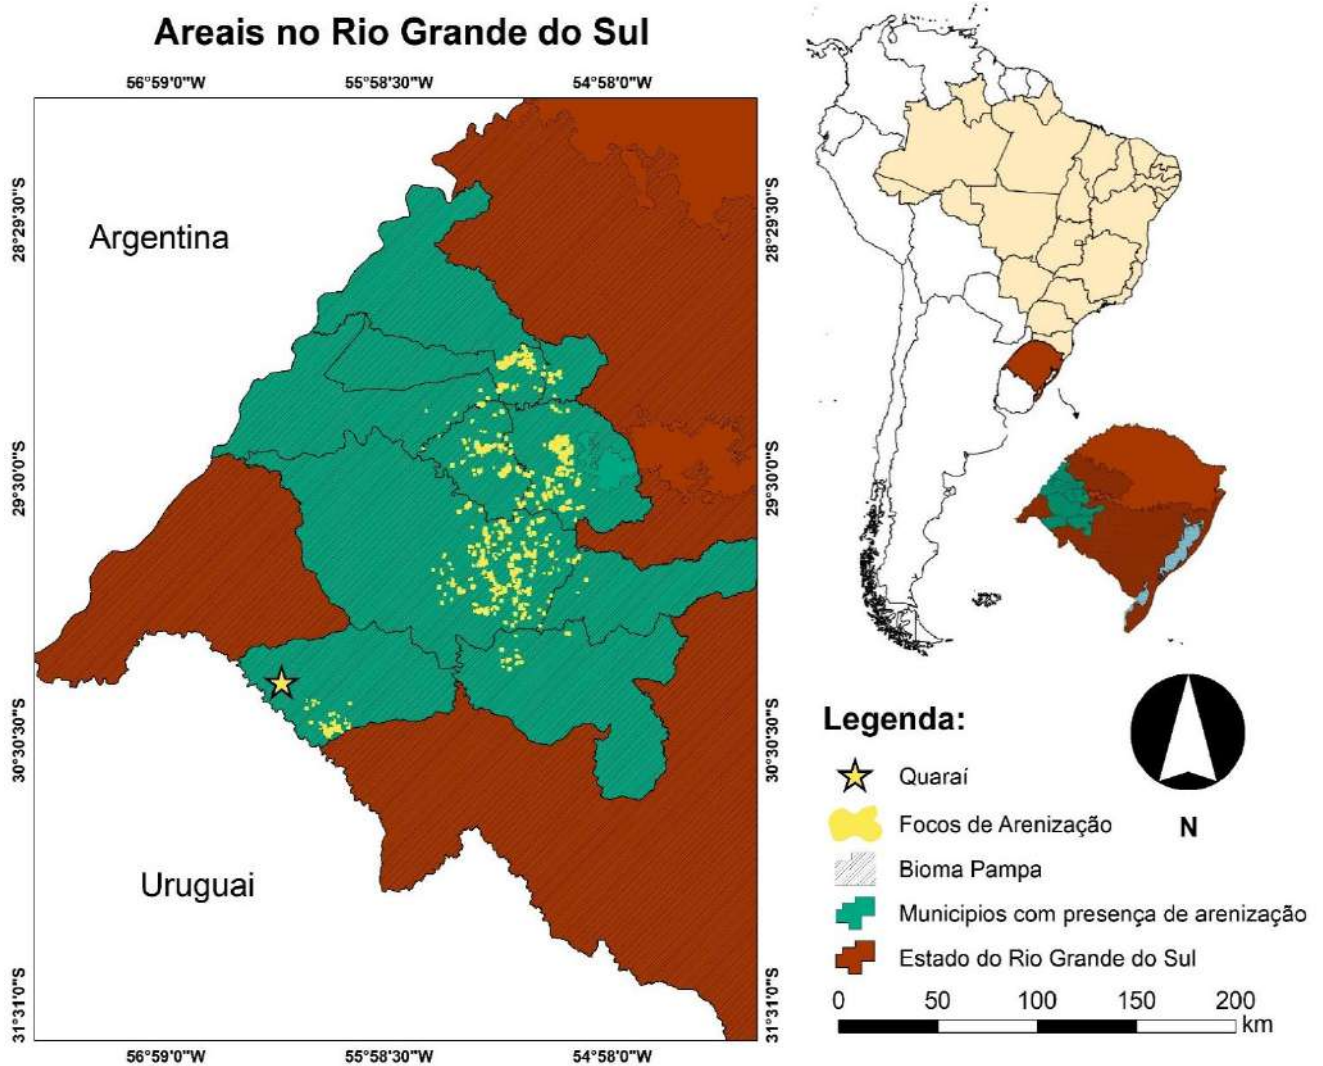 Areais no Rio Grande do Sul
56°59'0"W
55°58'30"W
54°58'0"W
28°29'30"S
28°29'30"S
Argentina
29°30'0"S
29°30'0"S
30°30'30"S
30°30'30"S
Uruguai
31°31'0"S
31°31'0"S
56°59'0"W
55°58'30"W
54°58'0"W
Legenda:
Quaraí
Focos de Arenização
N
Bioma Pampa
Municipios com presença de arenização
Estado do Rio Grande do Sul
0 50 100 150 200
km